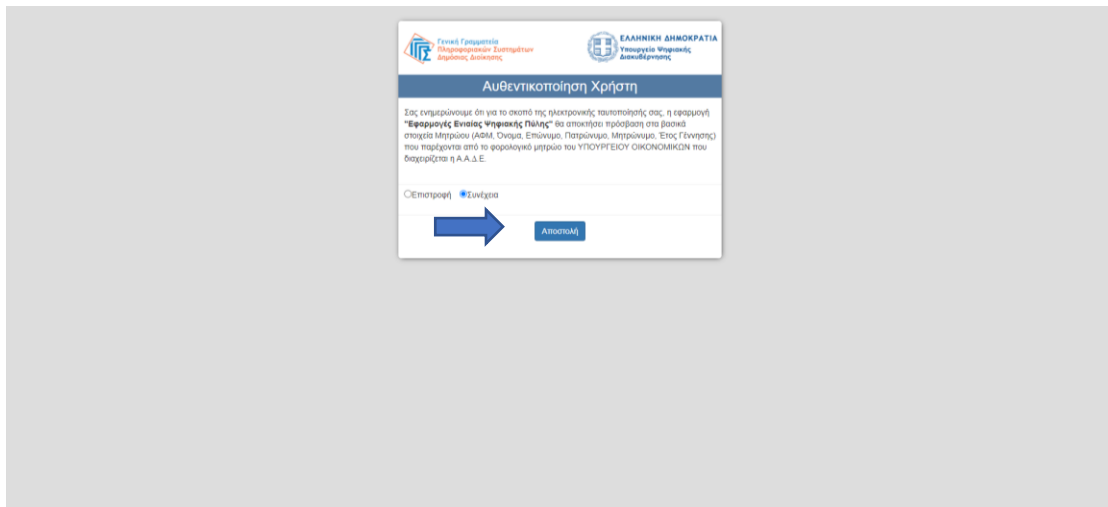 Γενική Γραμματεία
Πληροφοριακών Συστημάτων
Δημόσιας Διοίκησης
ΕΛΛΗΝΙΚΗ ΔΗΜΟΚΡΑΤΙΑ
Υπουργείο Ψηφιακής
Διακυβέρνησης
Αυθεντικοποίηση Χρήστη
Σας ενημερώνουμε ότι για το σκοπό της ηλεκτρονικής ταυτοποίησής σας, η εφαρμογή
"Εφαρμογές Ενιαίας Ψηφιακής Πύλης" θα αποκτήσει πρόσβαση στα βασικά
στοιχεία Μητρώου (ΑΦΜ, Όνομα, Επώνυμο, Πατρώνυμο, Μητρώνυμο, Έτος Γέννησης)
που παρέχονται από το φορολογικό μητρώο του ΥΠΟΥΡΓΕΙΟΥ ΟΙΚΟΝΟΜΙΚΩΝ που
διαχειρίζεται η Α.Α.Δ.Ε.
Επιστροφή Συνέχεια
Αποστολή